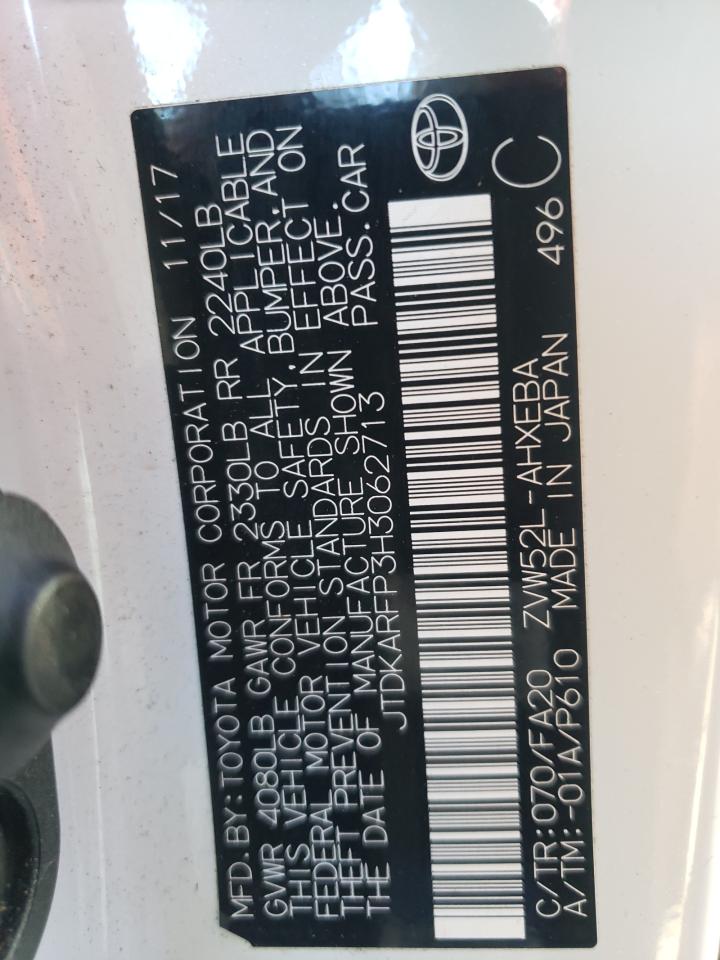 MFD. BY: TOYOTA MOTOR CORPORATION 11/17
GVWR 4080LB GAWR FR 2330LB RR 2240LB
THIS VEHICLE CONFORMS TO ALL APPLICABLE
FEDERAL MOTOR VEHICLE SAFETY, BUMPER, AND
THEFT PREVENTION STANDARDS IN EFFECT ON
THE DATE OF MANUFACTURE SHOWN ABOVE.
JTDKARFP3H3062713 PASS. CAR
C/TR: 070/FA20 ZVW52L-AHXEBA 496 C
A/TM: -01A/P610 MADE IN JAPAN